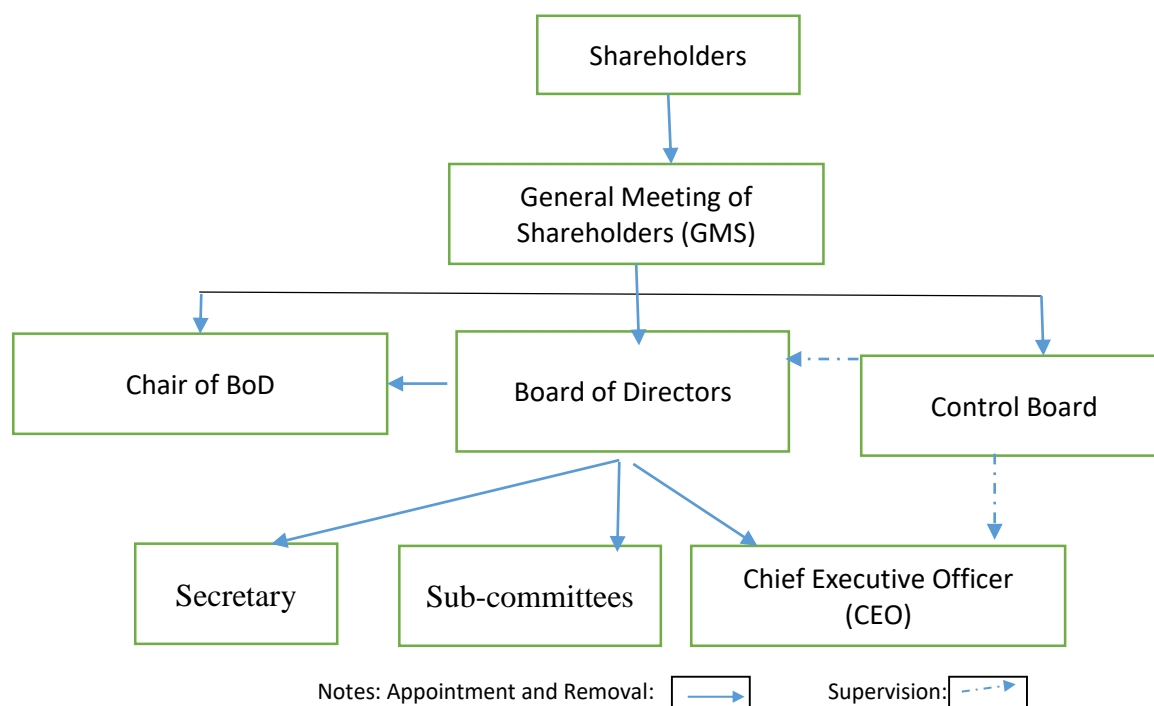 Shareholders
General Meeting of
Shareholders (GMS)
Chair of BoD
Board of Directors
Control Board
Secretary
Sub-committees
Chief Executive Officer
(CEO)
Notes: Appointment and Removal:
Supervision: